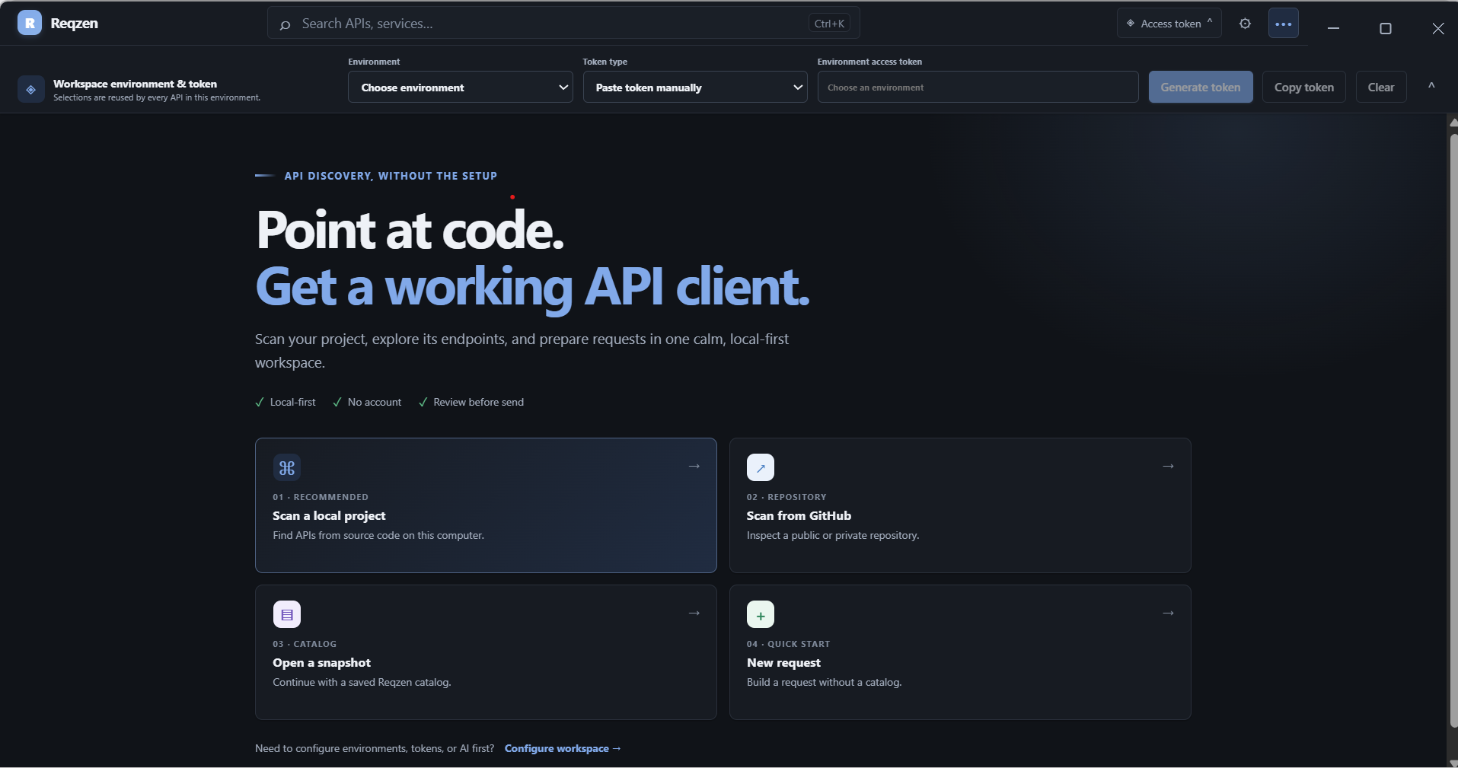 R Reqzen
Search APIs, services...
Ctrl+K
Access token ^
Workspace environment & token
Selections are reused by every API in this environment.
Environment
Choose environment
Token type
Paste token manually
Environment access token
Choose an environment
Generate token
Copy token
Clear
API DISCOVERY, WITHOUT THE SETUP
Point at code.
Get a working API client.
Scan your project, explore its endpoints, and prepare requests in one calm, local-first
workspace.
✓ Local-first ✓ No account ✓ Review before send
⌘ →
01 · RECOMMENDED
Scan a local project
Find APIs from source code on this computer.
↗ →
02 · REPOSITORY
Scan from GitHub
Inspect a public or private repository.
▤ →
03 · CATALOG
Open a snapshot
Continue with a saved Reqzen catalog.
+ →
04 · QUICK START
New request
Build a request without a catalog.
Need to configure environments, tokens, or AI first? Configure workspace →